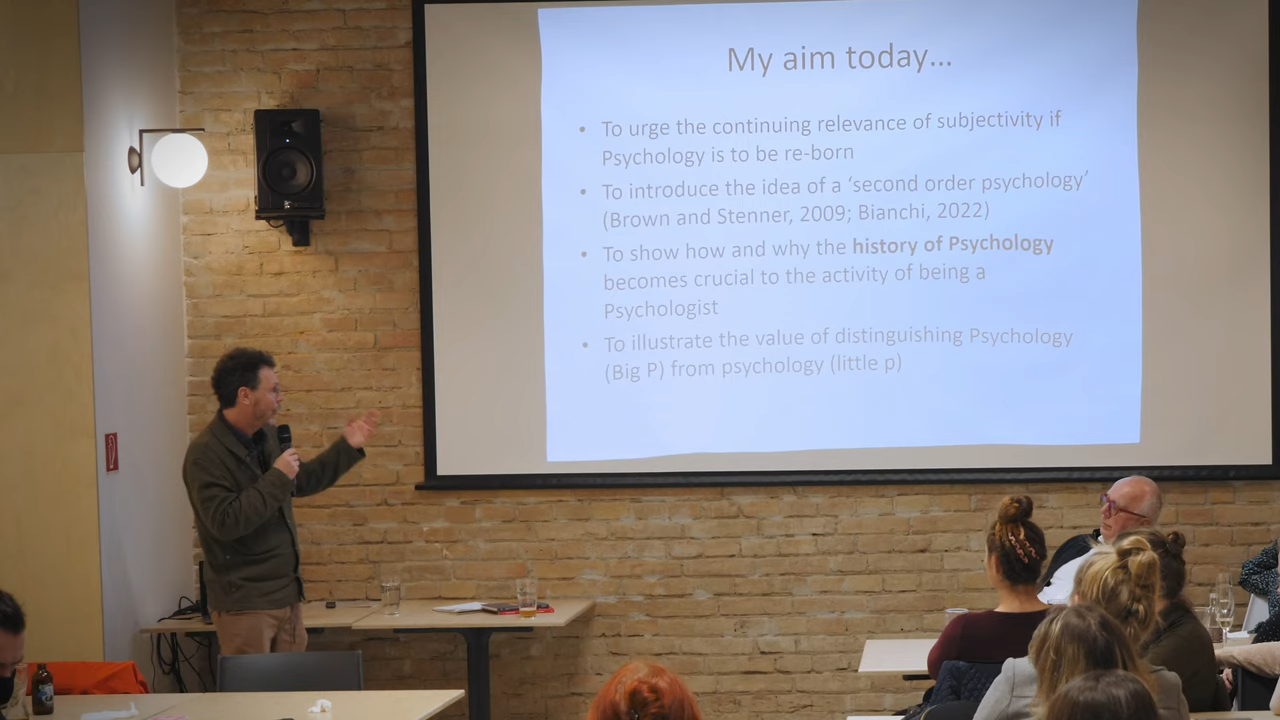 My aim today...
• To urge the continuing relevance of subjectivity if
Psychology is to be re-born
• To introduce the idea of a ‘second order psychology’
(Brown and Stenner, 2009; Bianchi, 2022)
• To show how and why the history of Psychology
becomes crucial to the activity of being a
Psychologist
• To illustrate the value of distinguishing Psychology
(Big P) from psychology (little p)